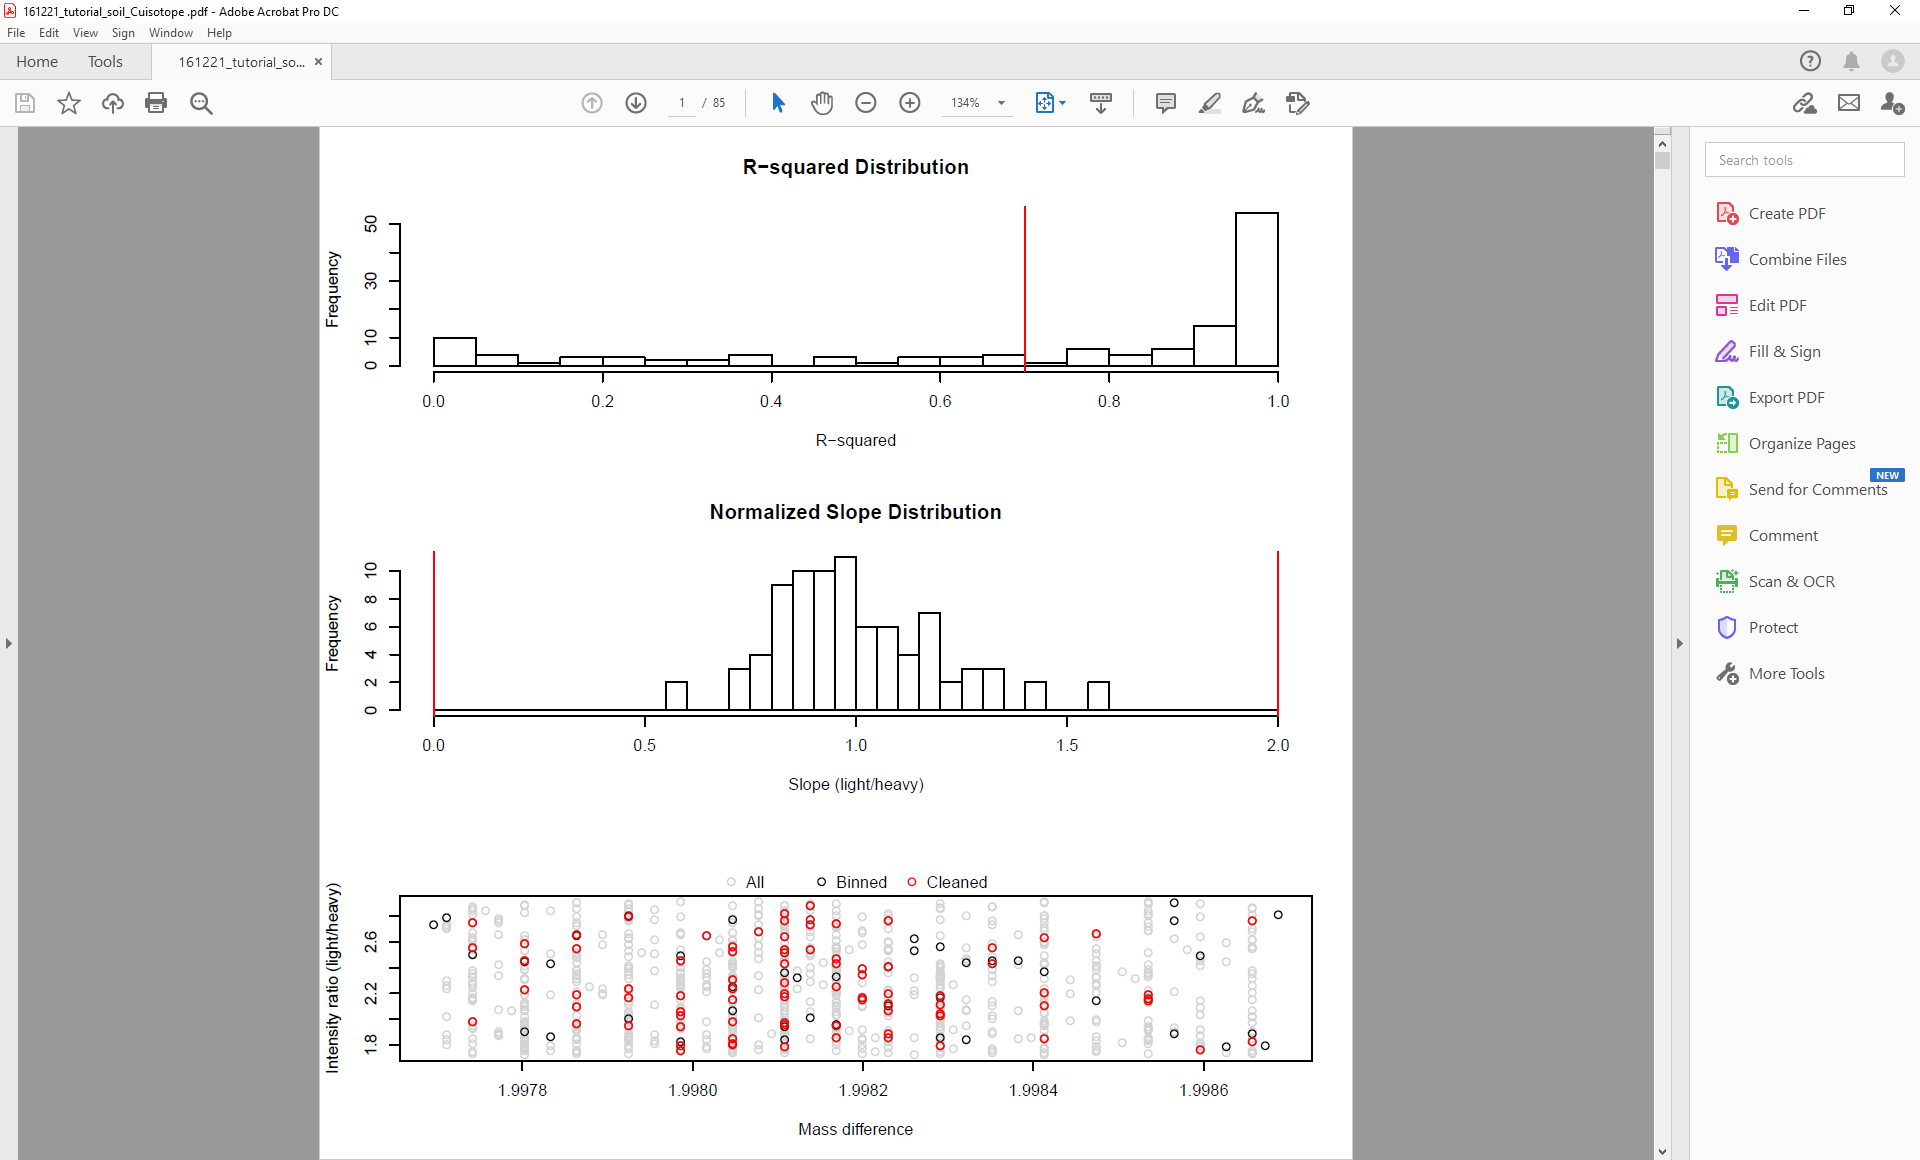 161221_tutorial_soil_Cuisotope .pdf - Adobe Acrobat Pro DC
File Edit View Sign Window Help
Home Tools 161221_tutorial_so... ×
1 / 85 134%
Search tools
Create PDF
Combine Files
Edit PDF
Fill & Sign
Export PDF
Organize Pages
NEW
Send for Comments
Comment
Scan & OCR
Protect
More Tools
R−squared Distribution
Frequency
50
30
10
0
0.0 0.2 0.4 0.6 0.8 1.0
R−squared
Normalized Slope Distribution
Frequency
10
8
6
4
2
0
0.0 0.5 1.0 1.5 2.0
Slope (light/heavy)
All Binned Cleaned
Intensity ratio (light/heavy)
2.6
2.2
1.8
1.9978 1.9980 1.9982 1.9984 1.9986
Mass difference